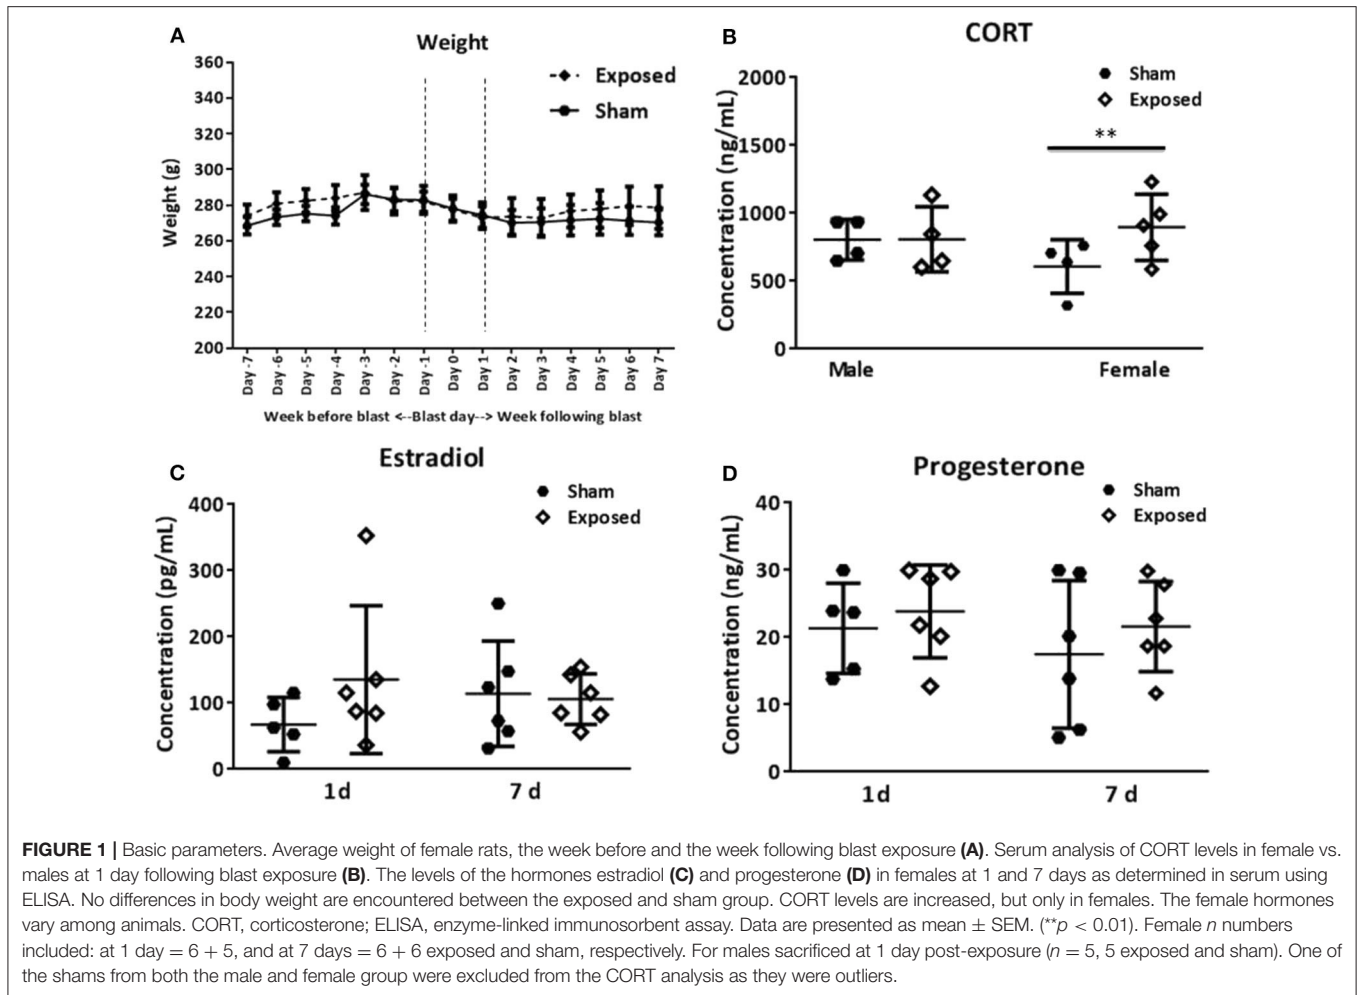 A
Weight
360
340
320
300
280
260
240
220
200
Weight (g)
Exposed
Sham
Day -7
Day -6
Day -5
Day -4
Day -3
Day -2
Day -1
Day 0
Day 1
Day 2
Day 3
Day 4
Day 5
Day 6
Day 7
Week before blast <--Blast day--> Week following blast
B
CORT
2000
1500
1000
500
0
Concentration (ng/mL)
Sham
Exposed
**
Male
Female
C
Estradiol
400
300
200
100
0
Concentration (pg/mL)
Sham
Exposed
1d
7 d
D
Progesterone
40
30
20
10
0
Concentration (ng/mL)
Sham
Exposed
1d
7 d
FIGURE 1 | Basic parameters. Average weight of female rats, the week before and the week following blast exposure (A). Serum analysis of CORT levels in female vs.
males at 1 day following blast exposure (B). The levels of the hormones estradiol (C) and progesterone (D) in females at 1 and 7 days as determined in serum using
ELISA. No differences in body weight are encountered between the exposed and sham group. CORT levels are increased, but only in females. The female hormones
vary among animals. CORT, corticosterone; ELISA, enzyme-linked immunosorbent assay. Data are presented as mean ± SEM. (**p < 0.01). Female n numbers
included: at 1 day = 6 + 5, and at 7 days = 6 + 6 exposed and sham, respectively. For males sacrificed at 1 day post-exposure (n = 5, 5 exposed and sham). One of
the shams from both the male and female group were excluded from the CORT analysis as they were outliers.